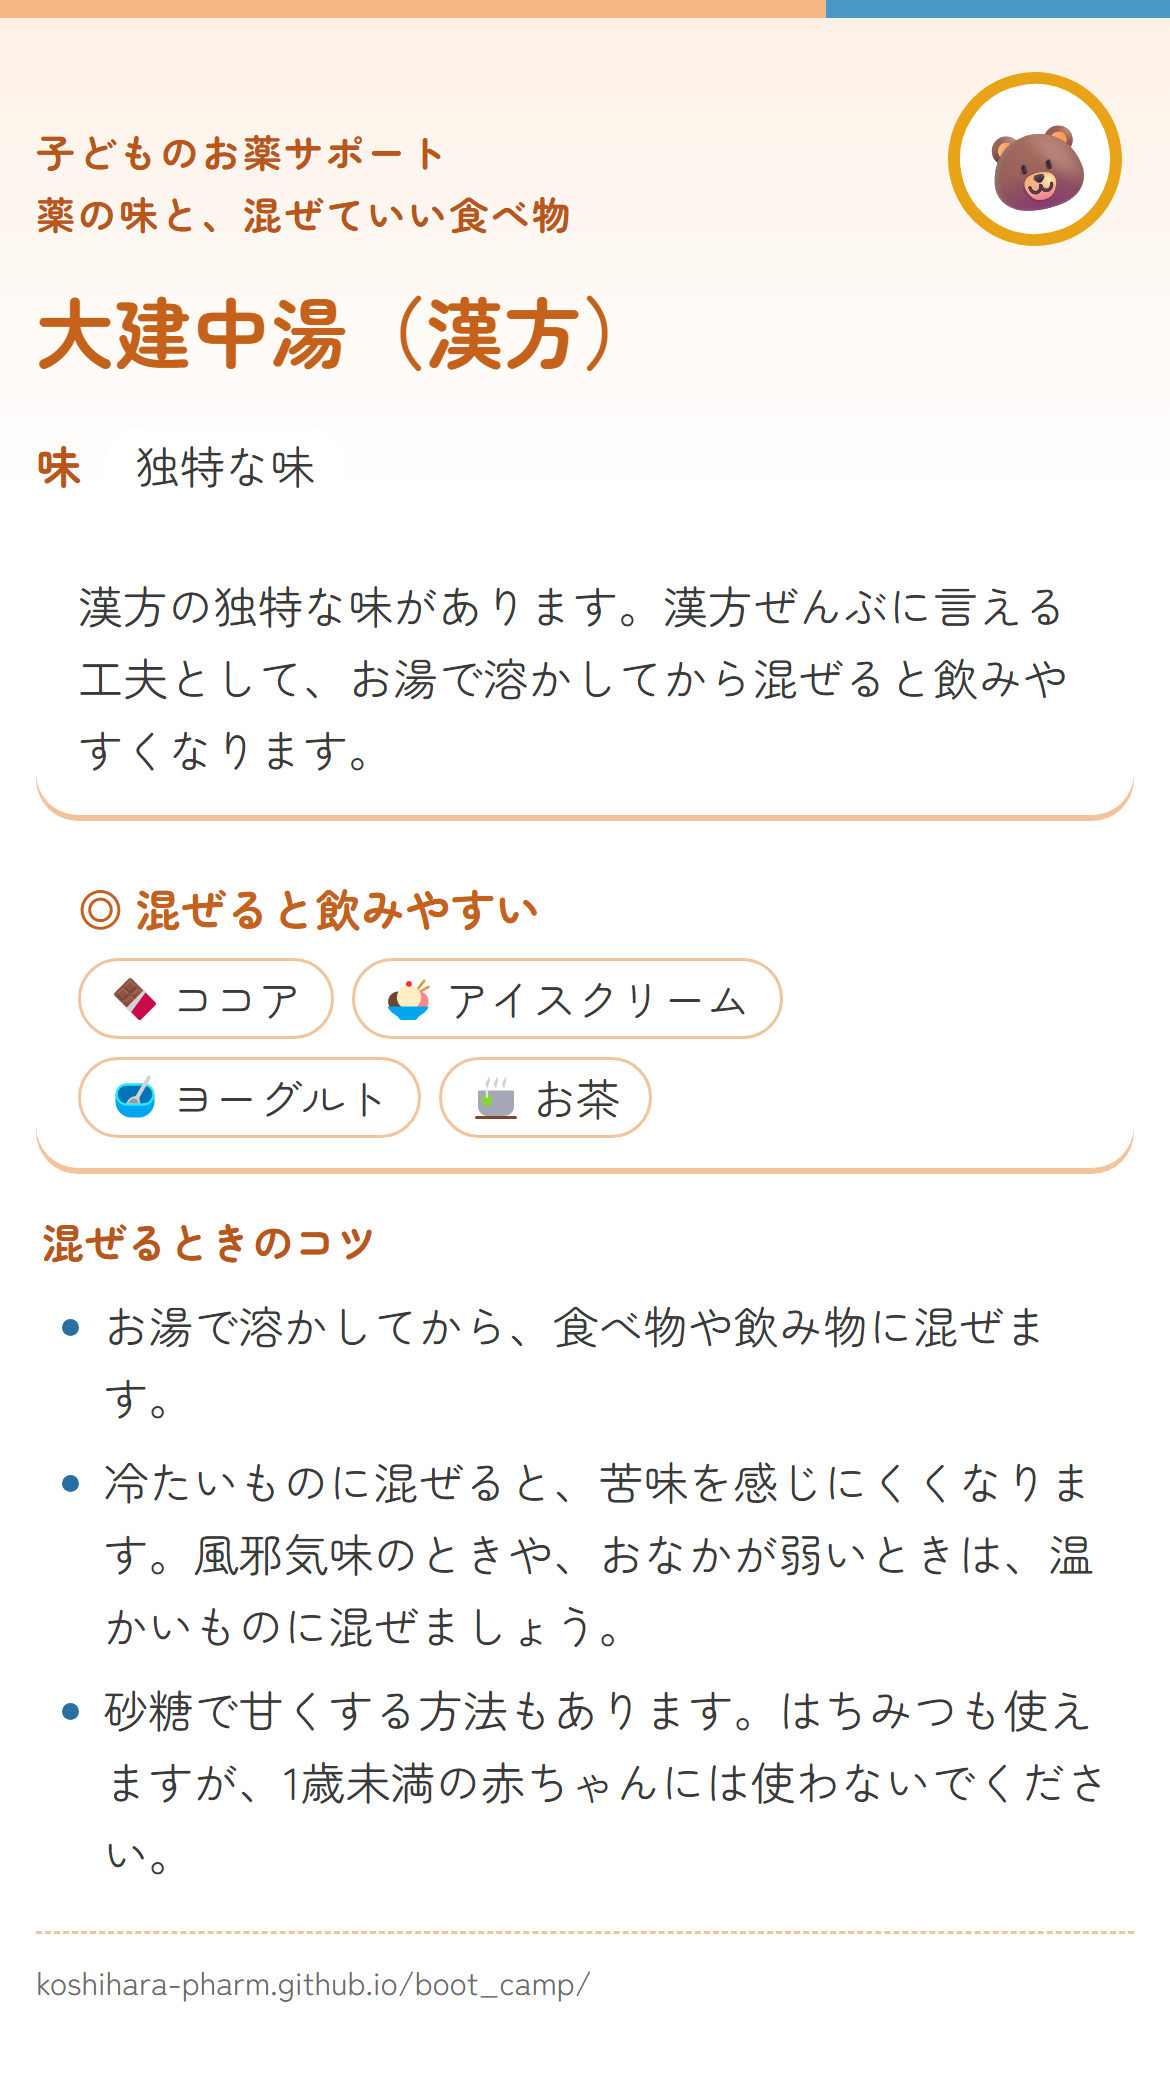 子どものお薬サポート
薬の味と、混ぜていい食べ物
大建中湯（漢方）
味 独特な味
漢方の独特な味があります。漢方ぜんぶに言える
工夫として、お湯で溶かしてから混ぜると飲みや
すくなります。
◎ 混ぜると飲みやすい
ココア アイスクリーム
ヨーグルト お茶
混ぜるときのコツ
お湯で溶かしてから、食べ物や飲み物に混ぜま
す。
冷たいものに混ぜると、苦味を感じにくくなりま
す。風邪気味のときや、おなかが弱いときは、温
かいものに混ぜましょう。
砂糖で甘くする方法もあります。はちみつも使え
ますが、1歳未満の赤ちゃんには使わないでくださ
い。
koshihara-pharm.github.io/boot_camp/